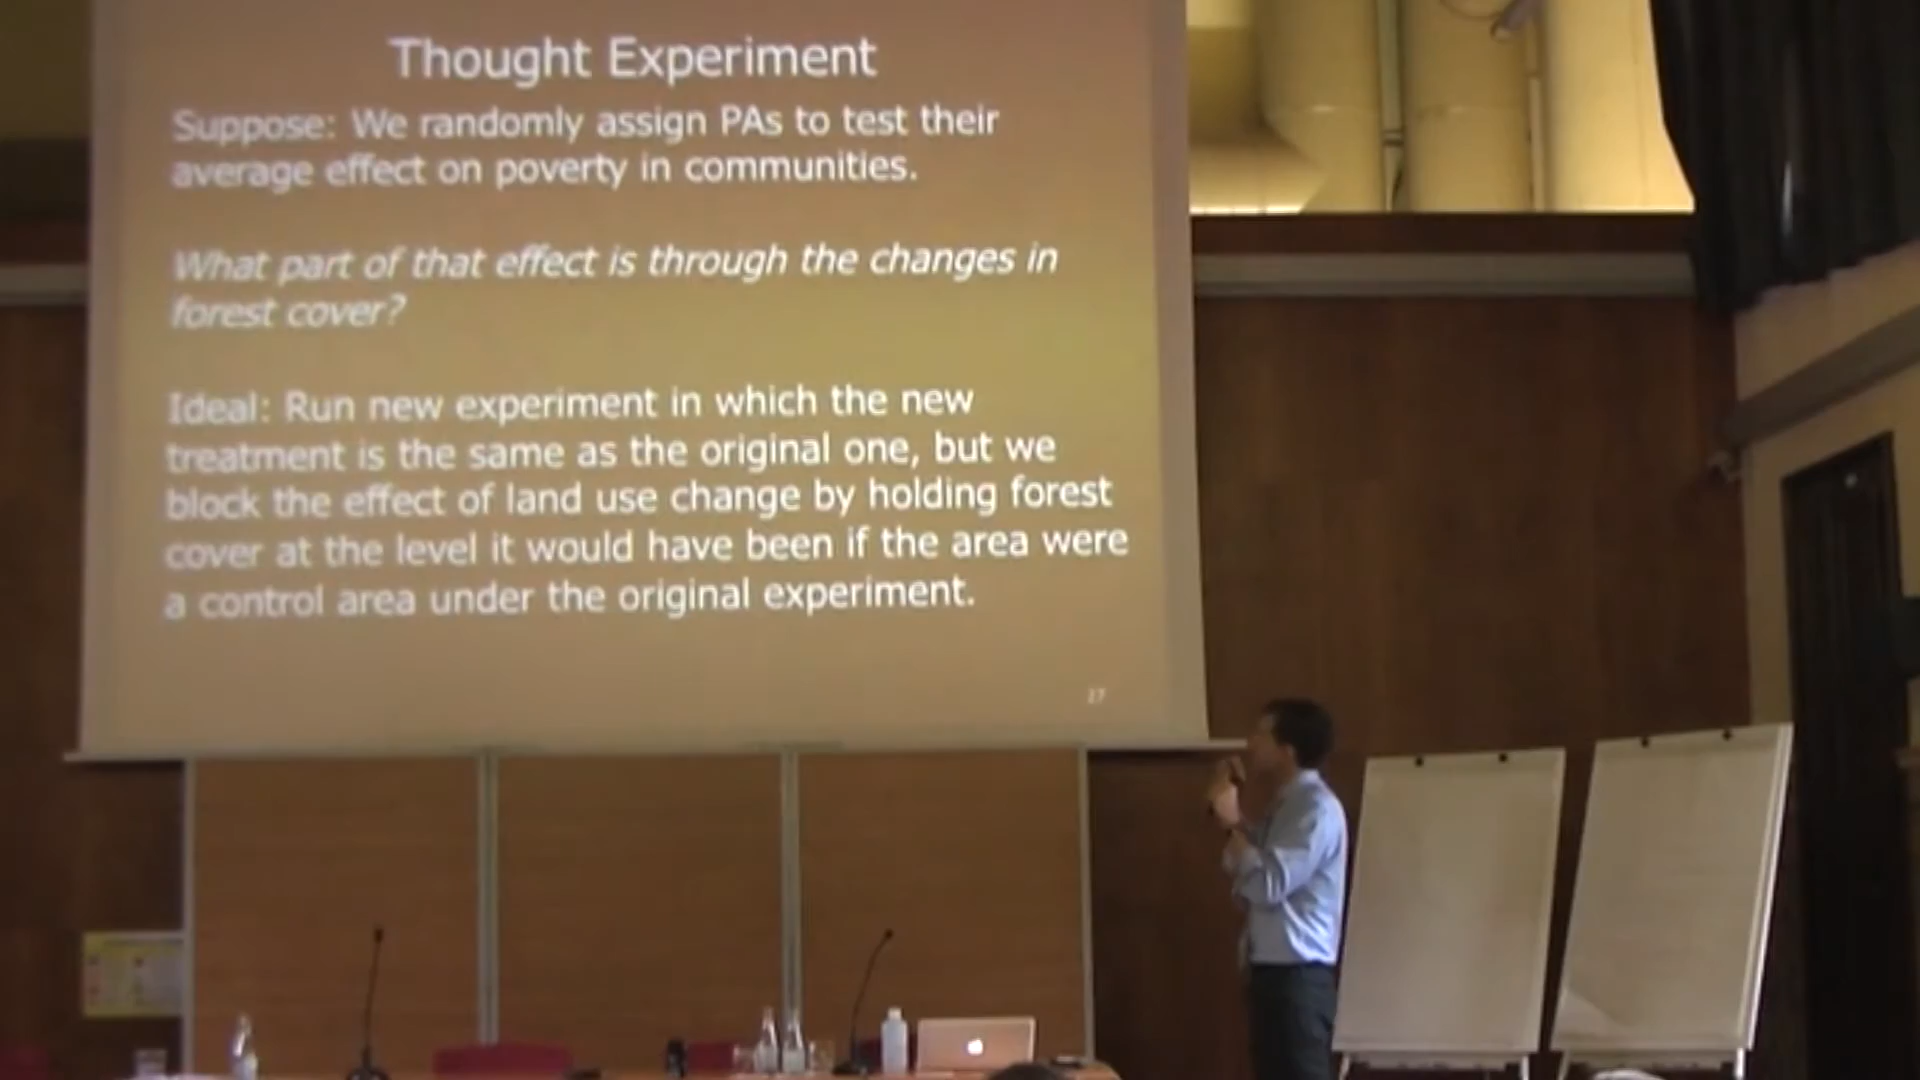 Thought Experiment
Suppose: We randomly assign PAs to test their
average effect on poverty in communities.
What part of that effect is through the changes in
forest cover?
Ideal: Run new experiment in which the new
treatment is the same as the original one, but we
block the effect of land use change by holding forest
cover at the level it would have been if the area were
a control area under the original experiment.